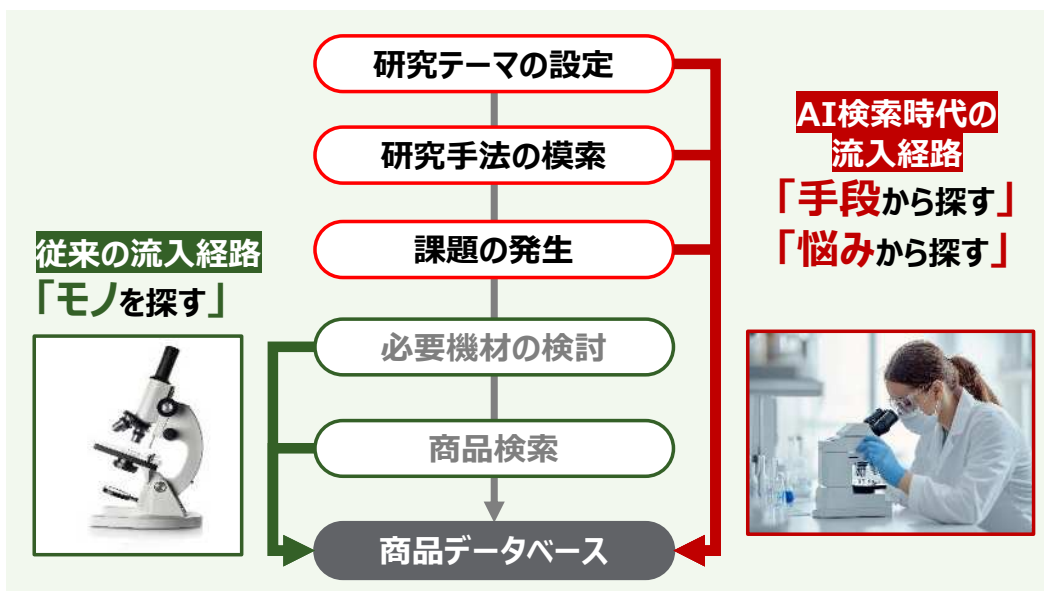 研究テーマの設定
研究手法の模索
課題の発生
必要機材の検討
商品検索
商品データベース
従来の流入経路
「モノを探す」
AI検索時代の
流入経路
「手段から探す」
「悩みから探す」